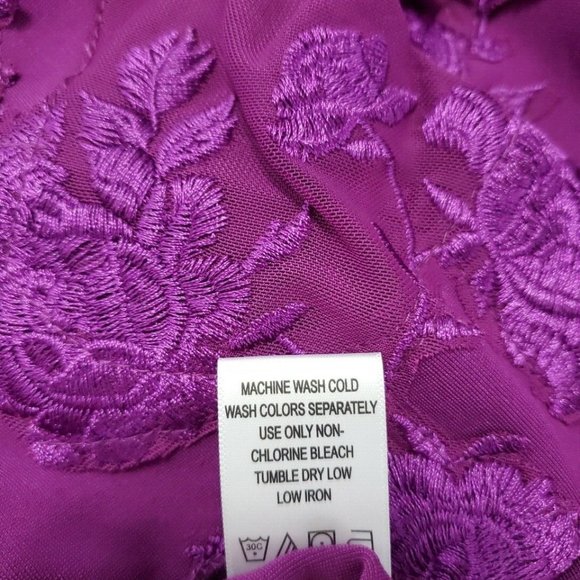 MACHINE WASH COLD
WASH COLORS SEPARATELY
USE ONLY NON-
CHLORINE BLEACH
TUMBLE DRY LOW
LOW IRON
30C